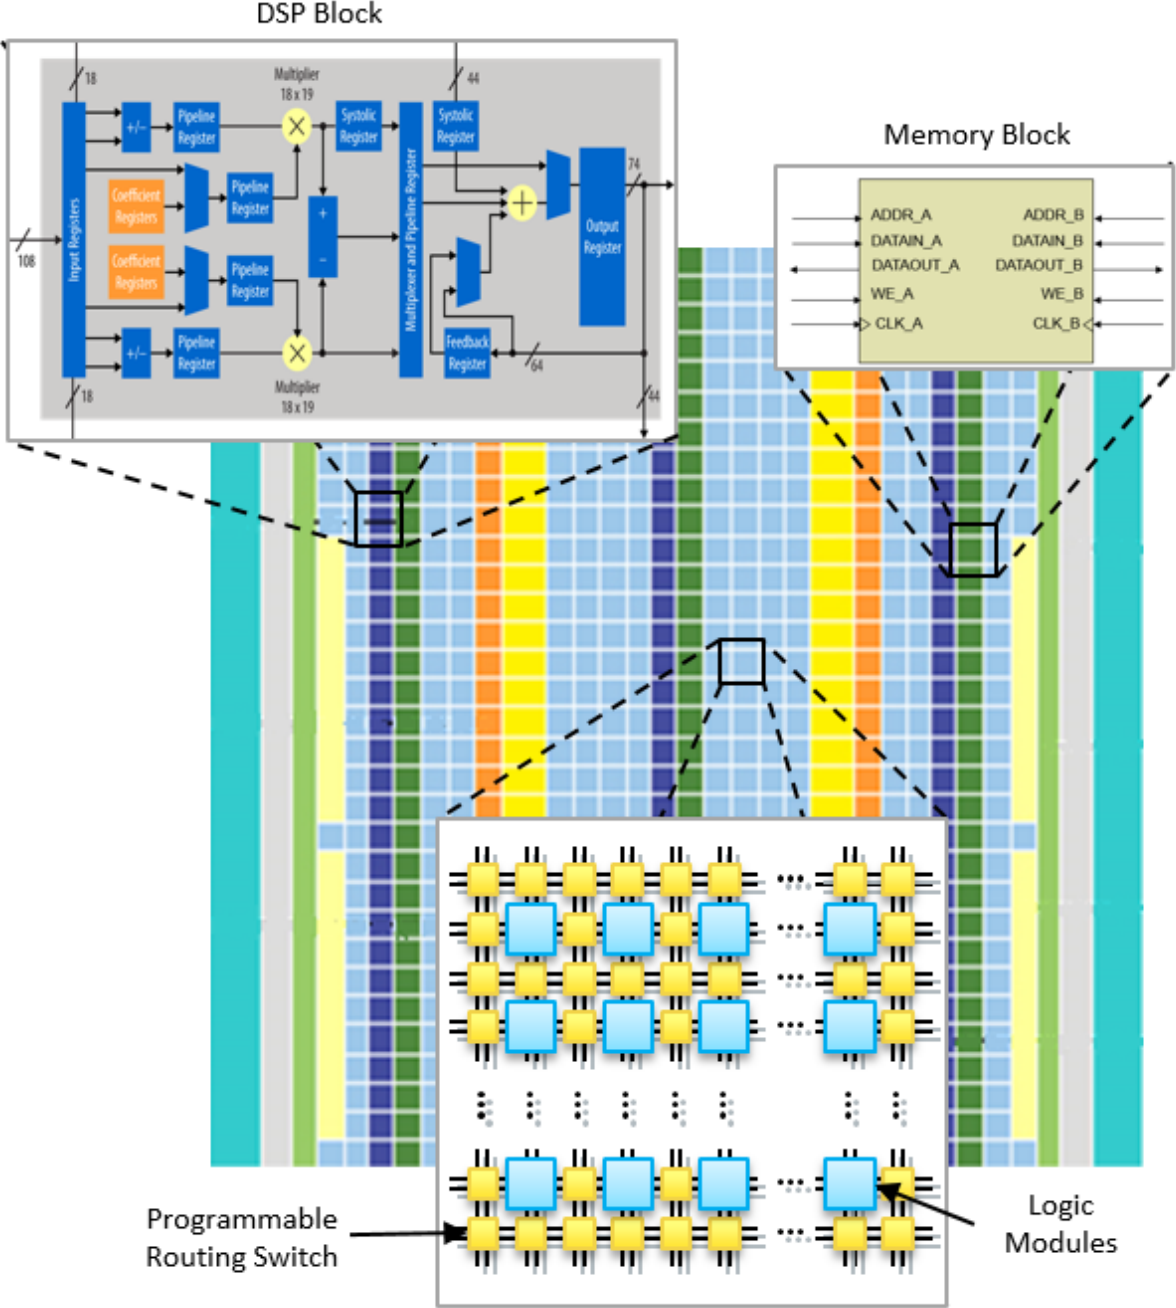 DSP Block
18
Multiplier
18 x 19
44
+/−
Pipeline
Register
Systolic
Register
Systolic
Register
74
Coefficient
Registers
Pipeline
Register
+
−
+
Input Registers
108
Coefficient
Registers
Pipeline
Register
Multiplexer and Pipeline Register
Output
Register
+/−
Pipeline
Register
Feedback
Register
64
Multiplier
18 x 19
18
44
Memory Block
ADDR_A ADDR_B
DATAIN_A DATAIN_B
DATAOUT_A DATAOUT_B
WE_A WE_B
CLK_A CLK_B
Programmable
Routing Switch
Logic
Modules